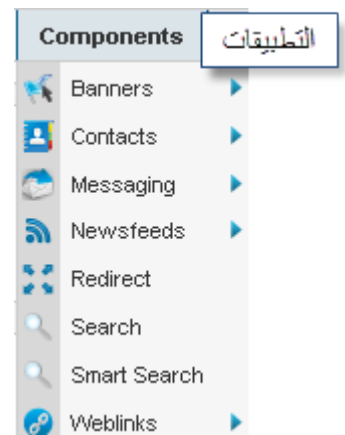 Components
التطبيقات
Banners
Contacts
Messaging
Newsfeeds
Redirect
Search
Smart Search
Weblinks